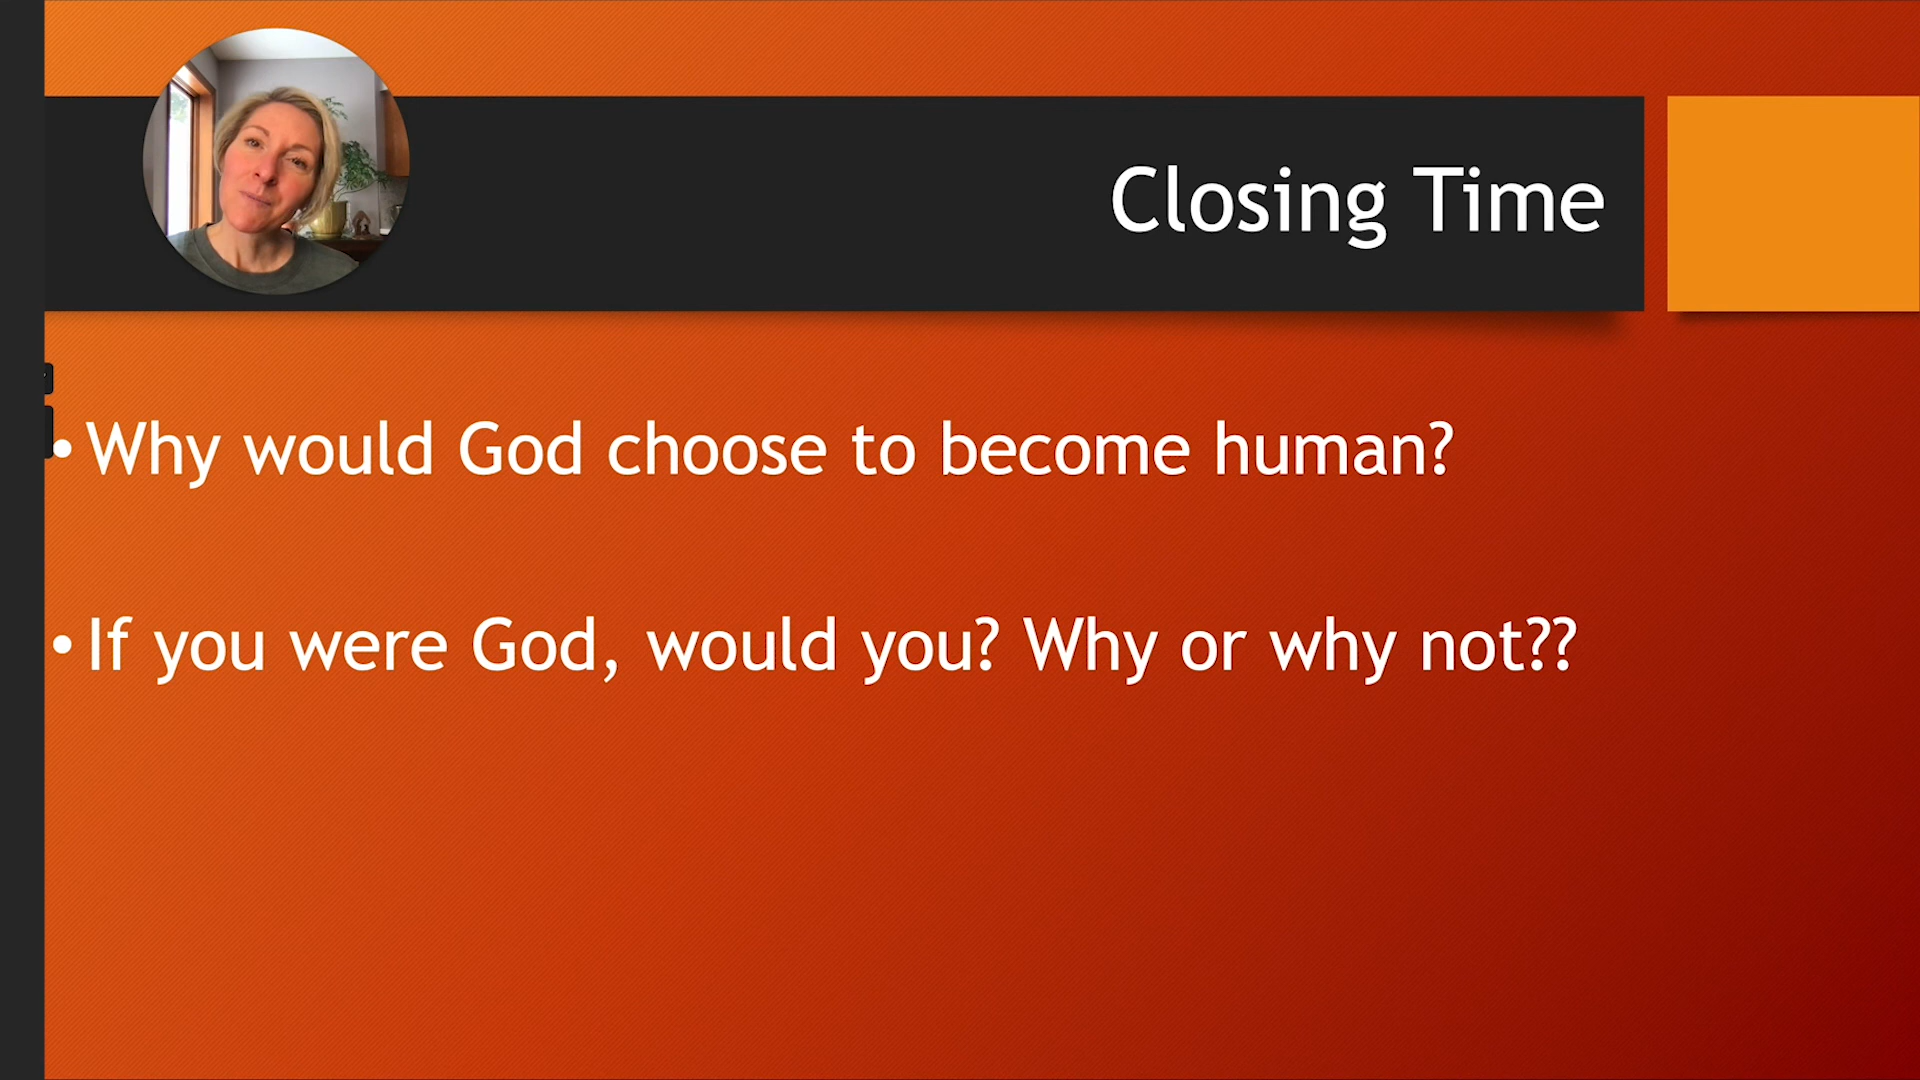 Closing Time
• Why would God choose to become human?
• If you were God, would you? Why or why not??